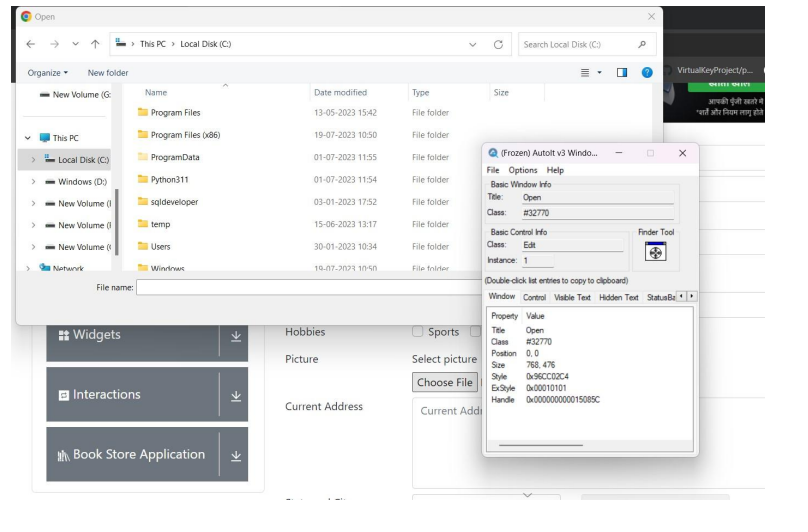 Open
This PC > Local Disk (C:)
Search Local Disk (C:)
Organize
New folder
Name Date modified Type Size
New Volume (G:
This PC
Local Disk (C:)
Windows (D:)
New Volume (
New Volume (
New Volume (
Network
Program Files 13-05-2023 15:42 File folder
Program Files (x86) 19-07-2023 10:50 File folder
ProgramData 01-07-2023 11:55 File folder
Python311 01-07-2023 11:54 File folder
sqldeveloper 03-01-2023 17:52 File folder
temp 15-06-2023 13:17 File folder
Users 30-01-2023 10:34 File folder
Windows 19-07-2023 10:50 File folder
File name:
VirtualKeyProject/p...
आपकी पूँजी खतरे में
*शर्तें और नियम लागू होते
(Frozen) AutoIt v3 Windo...
File Options Help
Basic Window Info
Title: Open
Class: #32770
Basic Control Info
Class: Edit
Instance: 1
Finder Tool
(Double-click list entries to copy to clipboard)
Window Control Visible Text Hidden Text StatusBa
Property Value
Title Open
Class #32770
Position 0, 0
Size 768, 476
Style 0x96CC02C4
ExStyle 0x00010101
Handle 0x000000000015085C
Widgets
Interactions
Book Store Application
Hobbies
Sports
Picture
Select picture
Choose File
Current Address
Current Addr